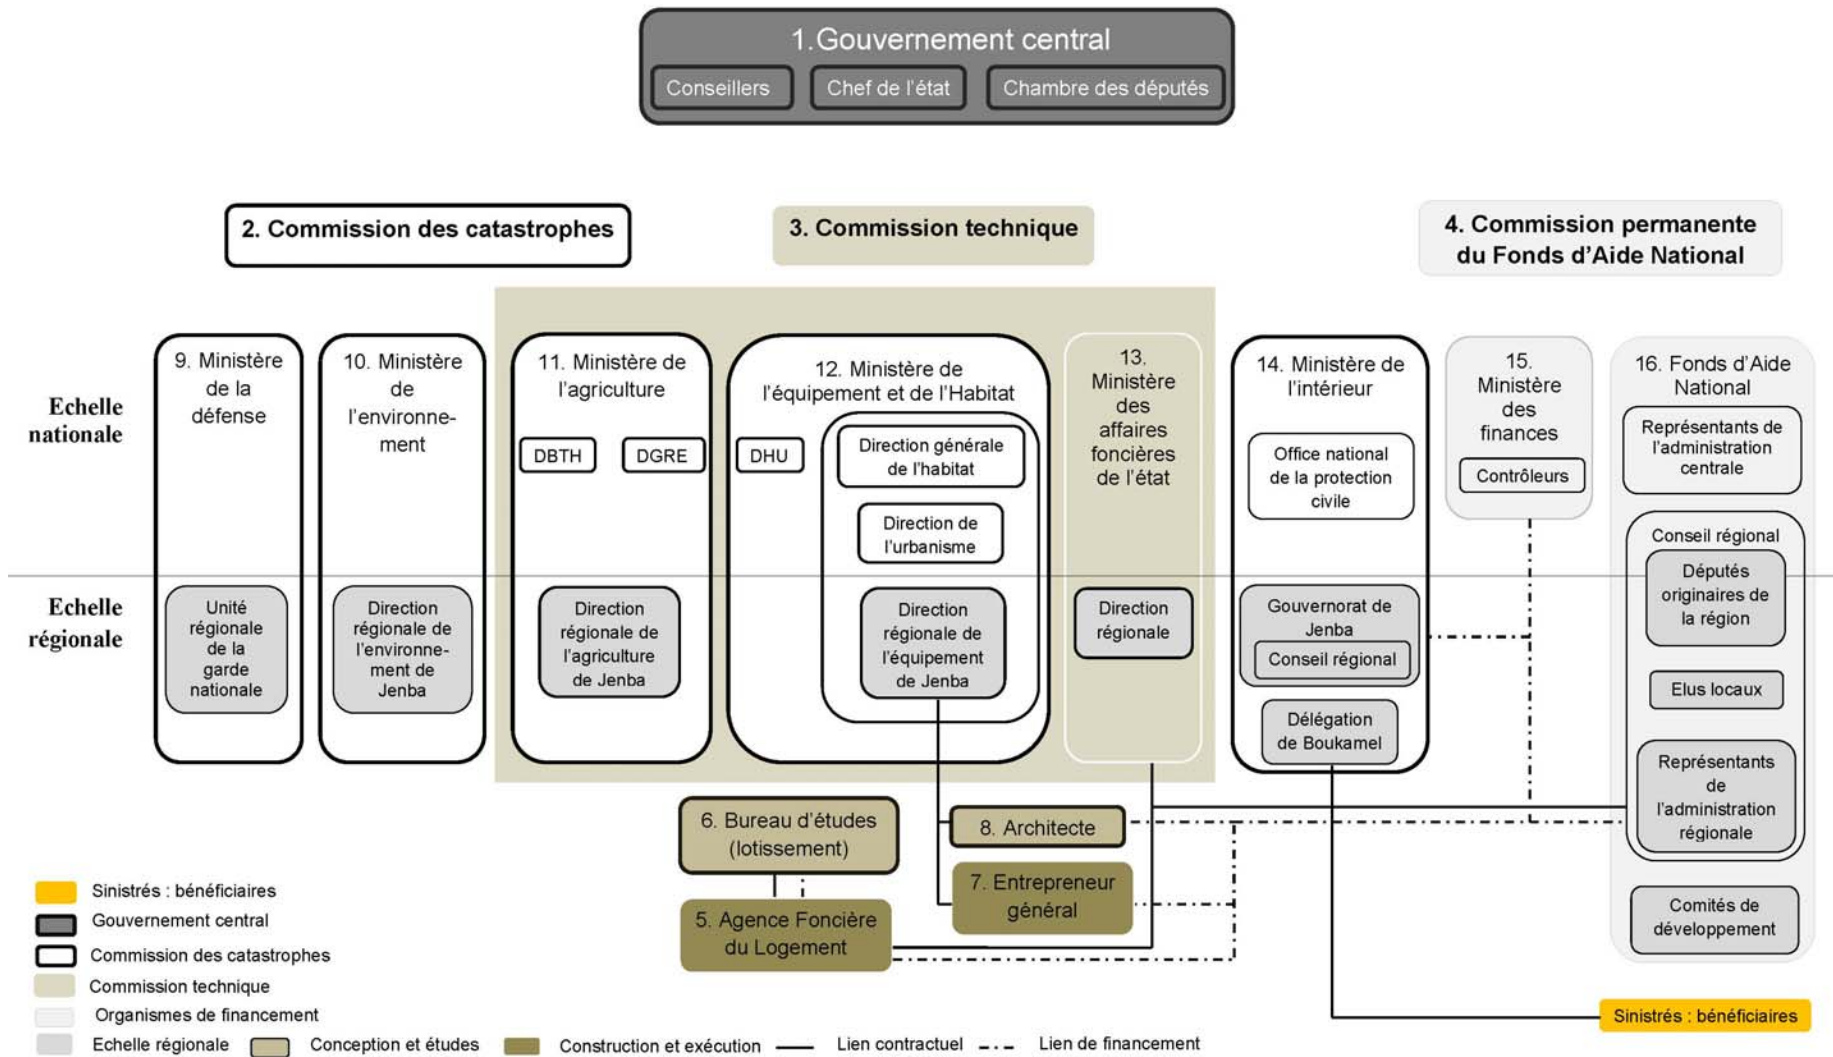 1.Gouvernement central
Conseillers
Chef de l'état
Chambre des députés
2. Commission des catastrophes
3. Commission technique
4. Commission permanente
du Fonds d'Aide National
Echelle
nationale
9. Ministère
de la
défense
10. Ministère
de
l'environne-
ment
11. Ministère de
l'agriculture
DBTH
DGRE
12. Ministère de
l'équipement et de l'Habitat
DHU
Direction générale
de l'habitat
Direction de
l'urbanisme
13.
Ministère
des
affaires
foncières
de l'état
14. Ministère de
l'intérieur
Office national
de la protection
civile
15.
Ministère
des
finances
Contrôleurs
16. Fonds d'Aide
National
Représentants de
l'administration
centrale
Conseil régional
Députés
originaires de
la région
Echelle
régionale
Unité
régionale
de la
garde
nationale
Direction
régionale de
l'environne-
ment de
Jenba
Direction
régionale de
l'agriculture
de Jenba
Direction
régionale de
l'équipement
de Jenba
Direction
régionale
Gouvernorat de
Jenba
Conseil régional
Délégation
de Boukamel
Elus locaux
Représentants
de
l'administration
régionale
Comités de
développement
6. Bureau d'études
(lotissement)
8. Architecte
7. Entrepreneur
général
5. Agence Foncière
du Logement
Sinistrés : bénéficiaires
Sinistrés : bénéficiaires
Gouvernement central
Commission des catastrophes
Commission technique
Organismes de financement
Echelle régionale
Conception et études
Construction et exécution
Lien contractuel
Lien de financement